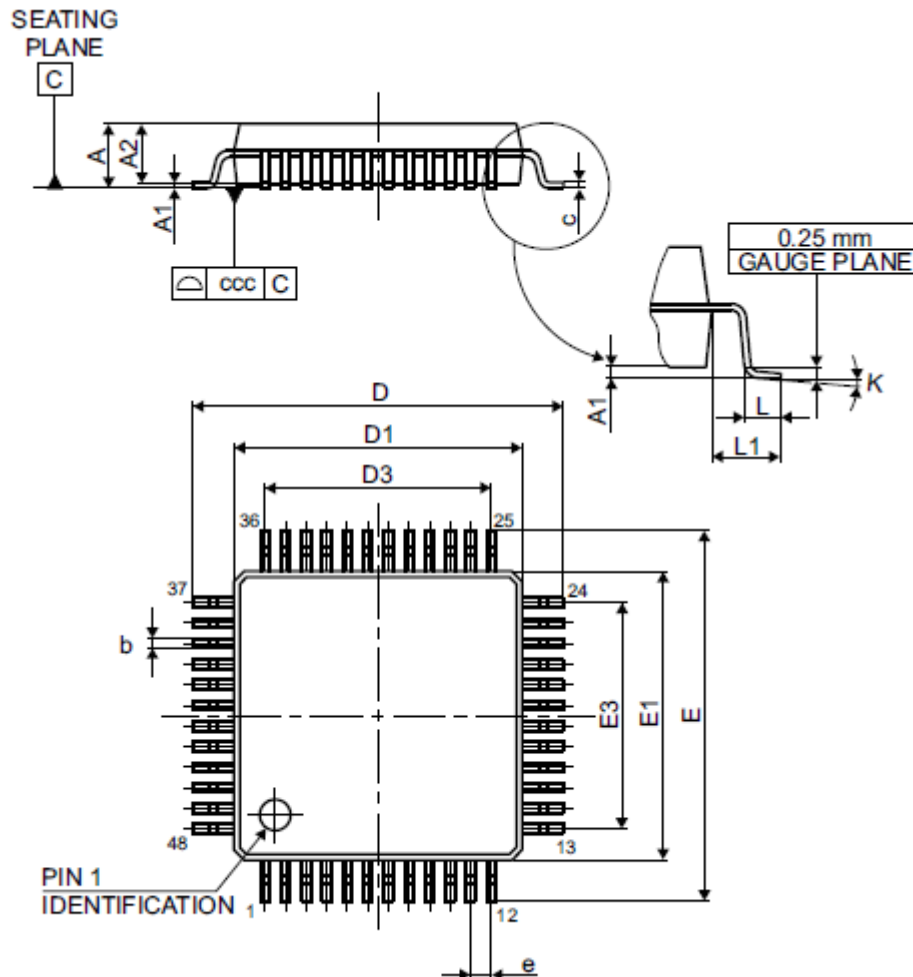 SEATING
PLANE
C
A
A2
A1
c
ccc C
0.25 mm
GAUGE PLANE
A1
K
L
L1
D
D1
D3
36
25
37
24
b
E3
E1
E
48
13
PIN 1
IDENTIFICATION
1
12
e